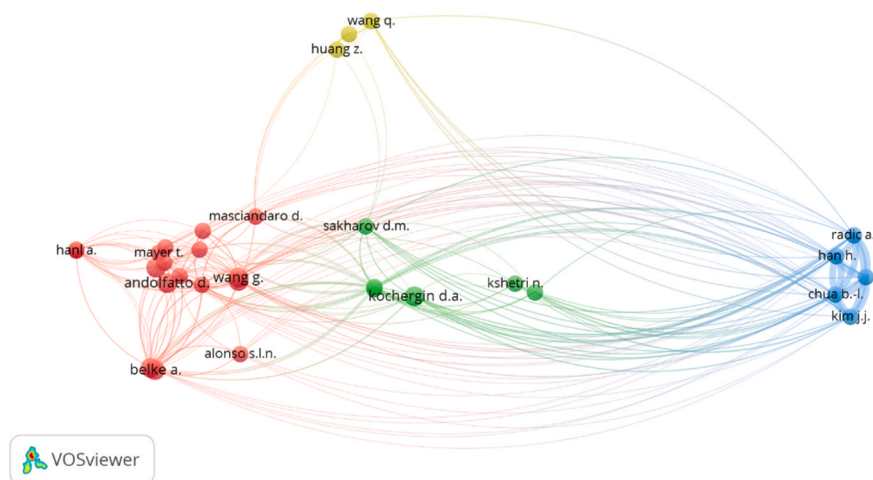 wang q.
huang z.
masciandaro d.
sakharov d.m.
radic a.
hanl a.
mayer t.
han h.
andolfatto d.
wang g.
kshetri n.
kochergin d.a.
chua b.-l.
kim j.j.
alonso s.l.n.
belke a.
VOSviewer